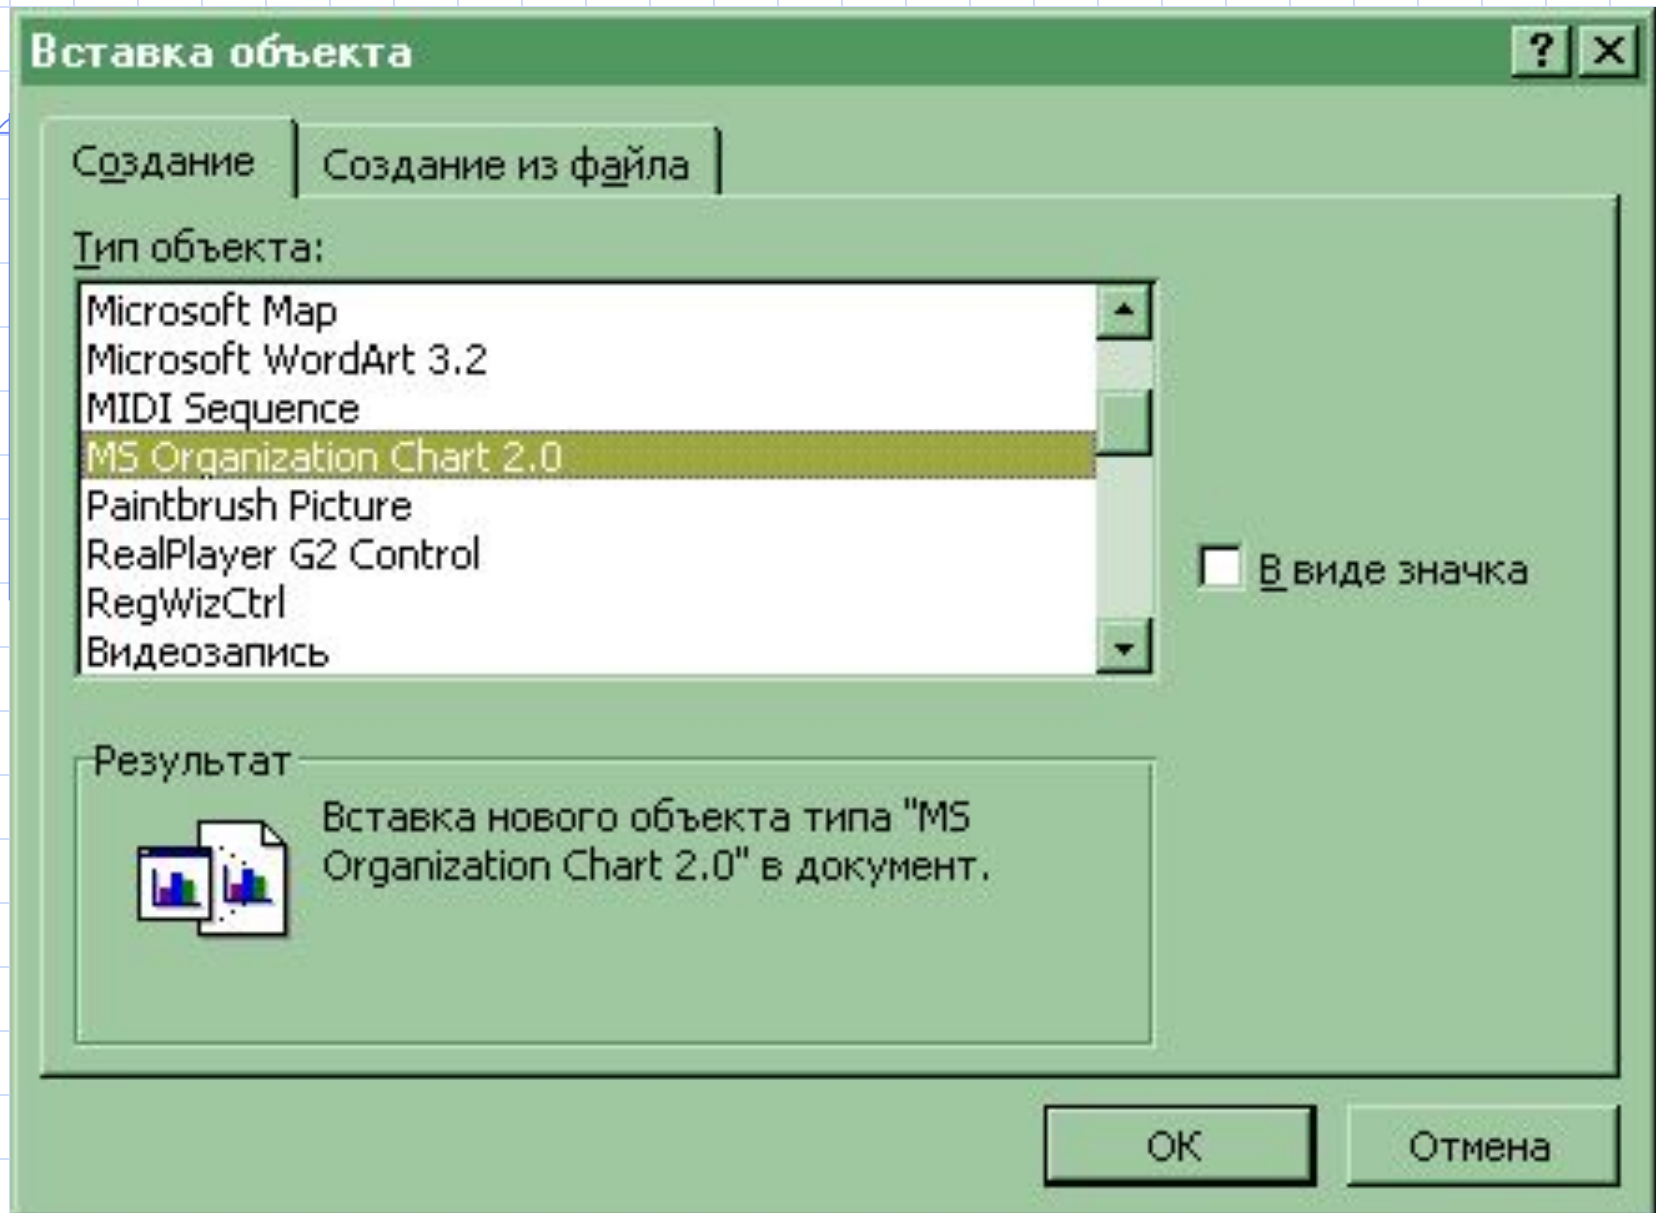 Вставка объекта
Создание
Создание из файла
Тип объекта:
Microsoft Map
Microsoft WordArt 3.2
MIDI Sequence
MS Organization Chart 2.0
Paintbrush Picture
RealPlayer G2 Control
RegWizCtrl
Видеозапись
В виде значка
Результат
Вставка нового объекта типа "MS
Organization Chart 2.0" в документ.
ОК
Отмена